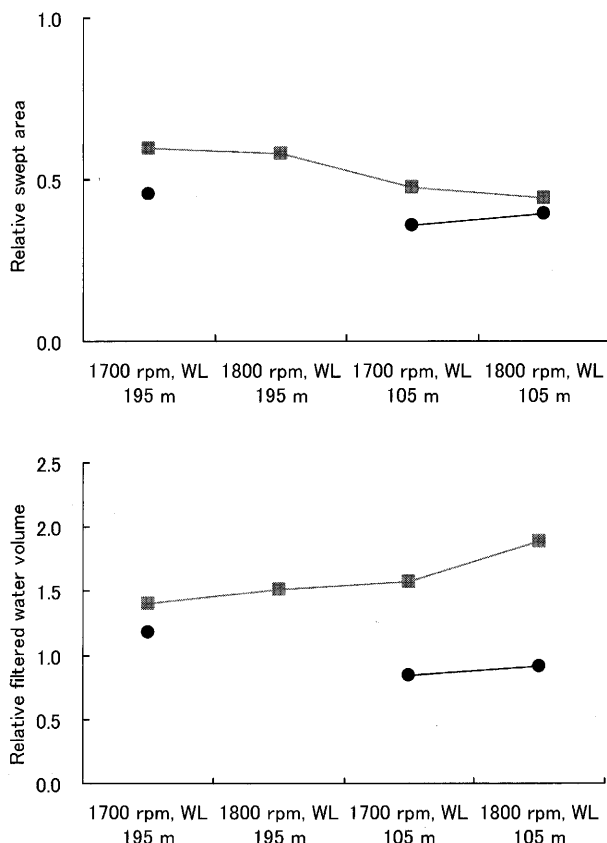 Relative swept area
1.0
0.5
0.0
1700 rpm, WL 1800 rpm, WL 1700 rpm, WL 1800 rpm, WL
195 m 195 m 105 m 105 m
Relative filtered water volume
2.5
2.0
1.5
1.0
0.5
0.0
1700 rpm, WL 1800 rpm, WL 1700 rpm, WL 1800 rpm, WL
195 m 195 m 105 m 105 m